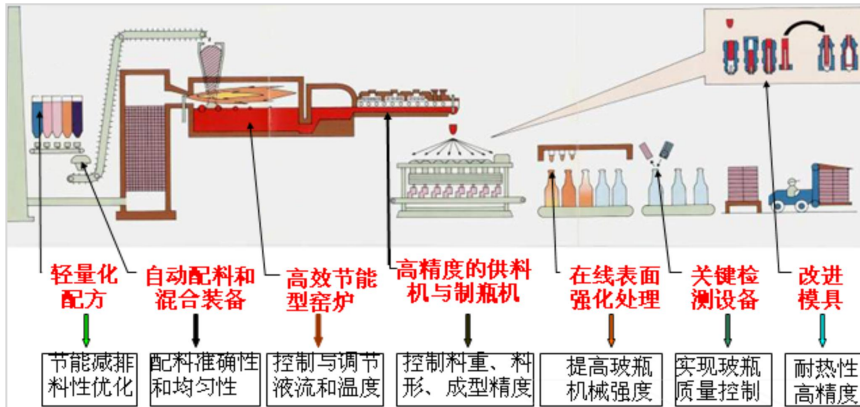 轻量化
配方
自动配料和
混合装备
高效节能
型窑炉
高精度的供料
机与制瓶机
在线表面
强化处理
关键检
测设备
改进
模具
节能减排
料性优化
配料准确性
和均匀性
控制与调节
液流和温度
控制料重、料
形、成型精度
提高玻瓶
机械强度
实现玻瓶
质量控制
耐热性
高精度